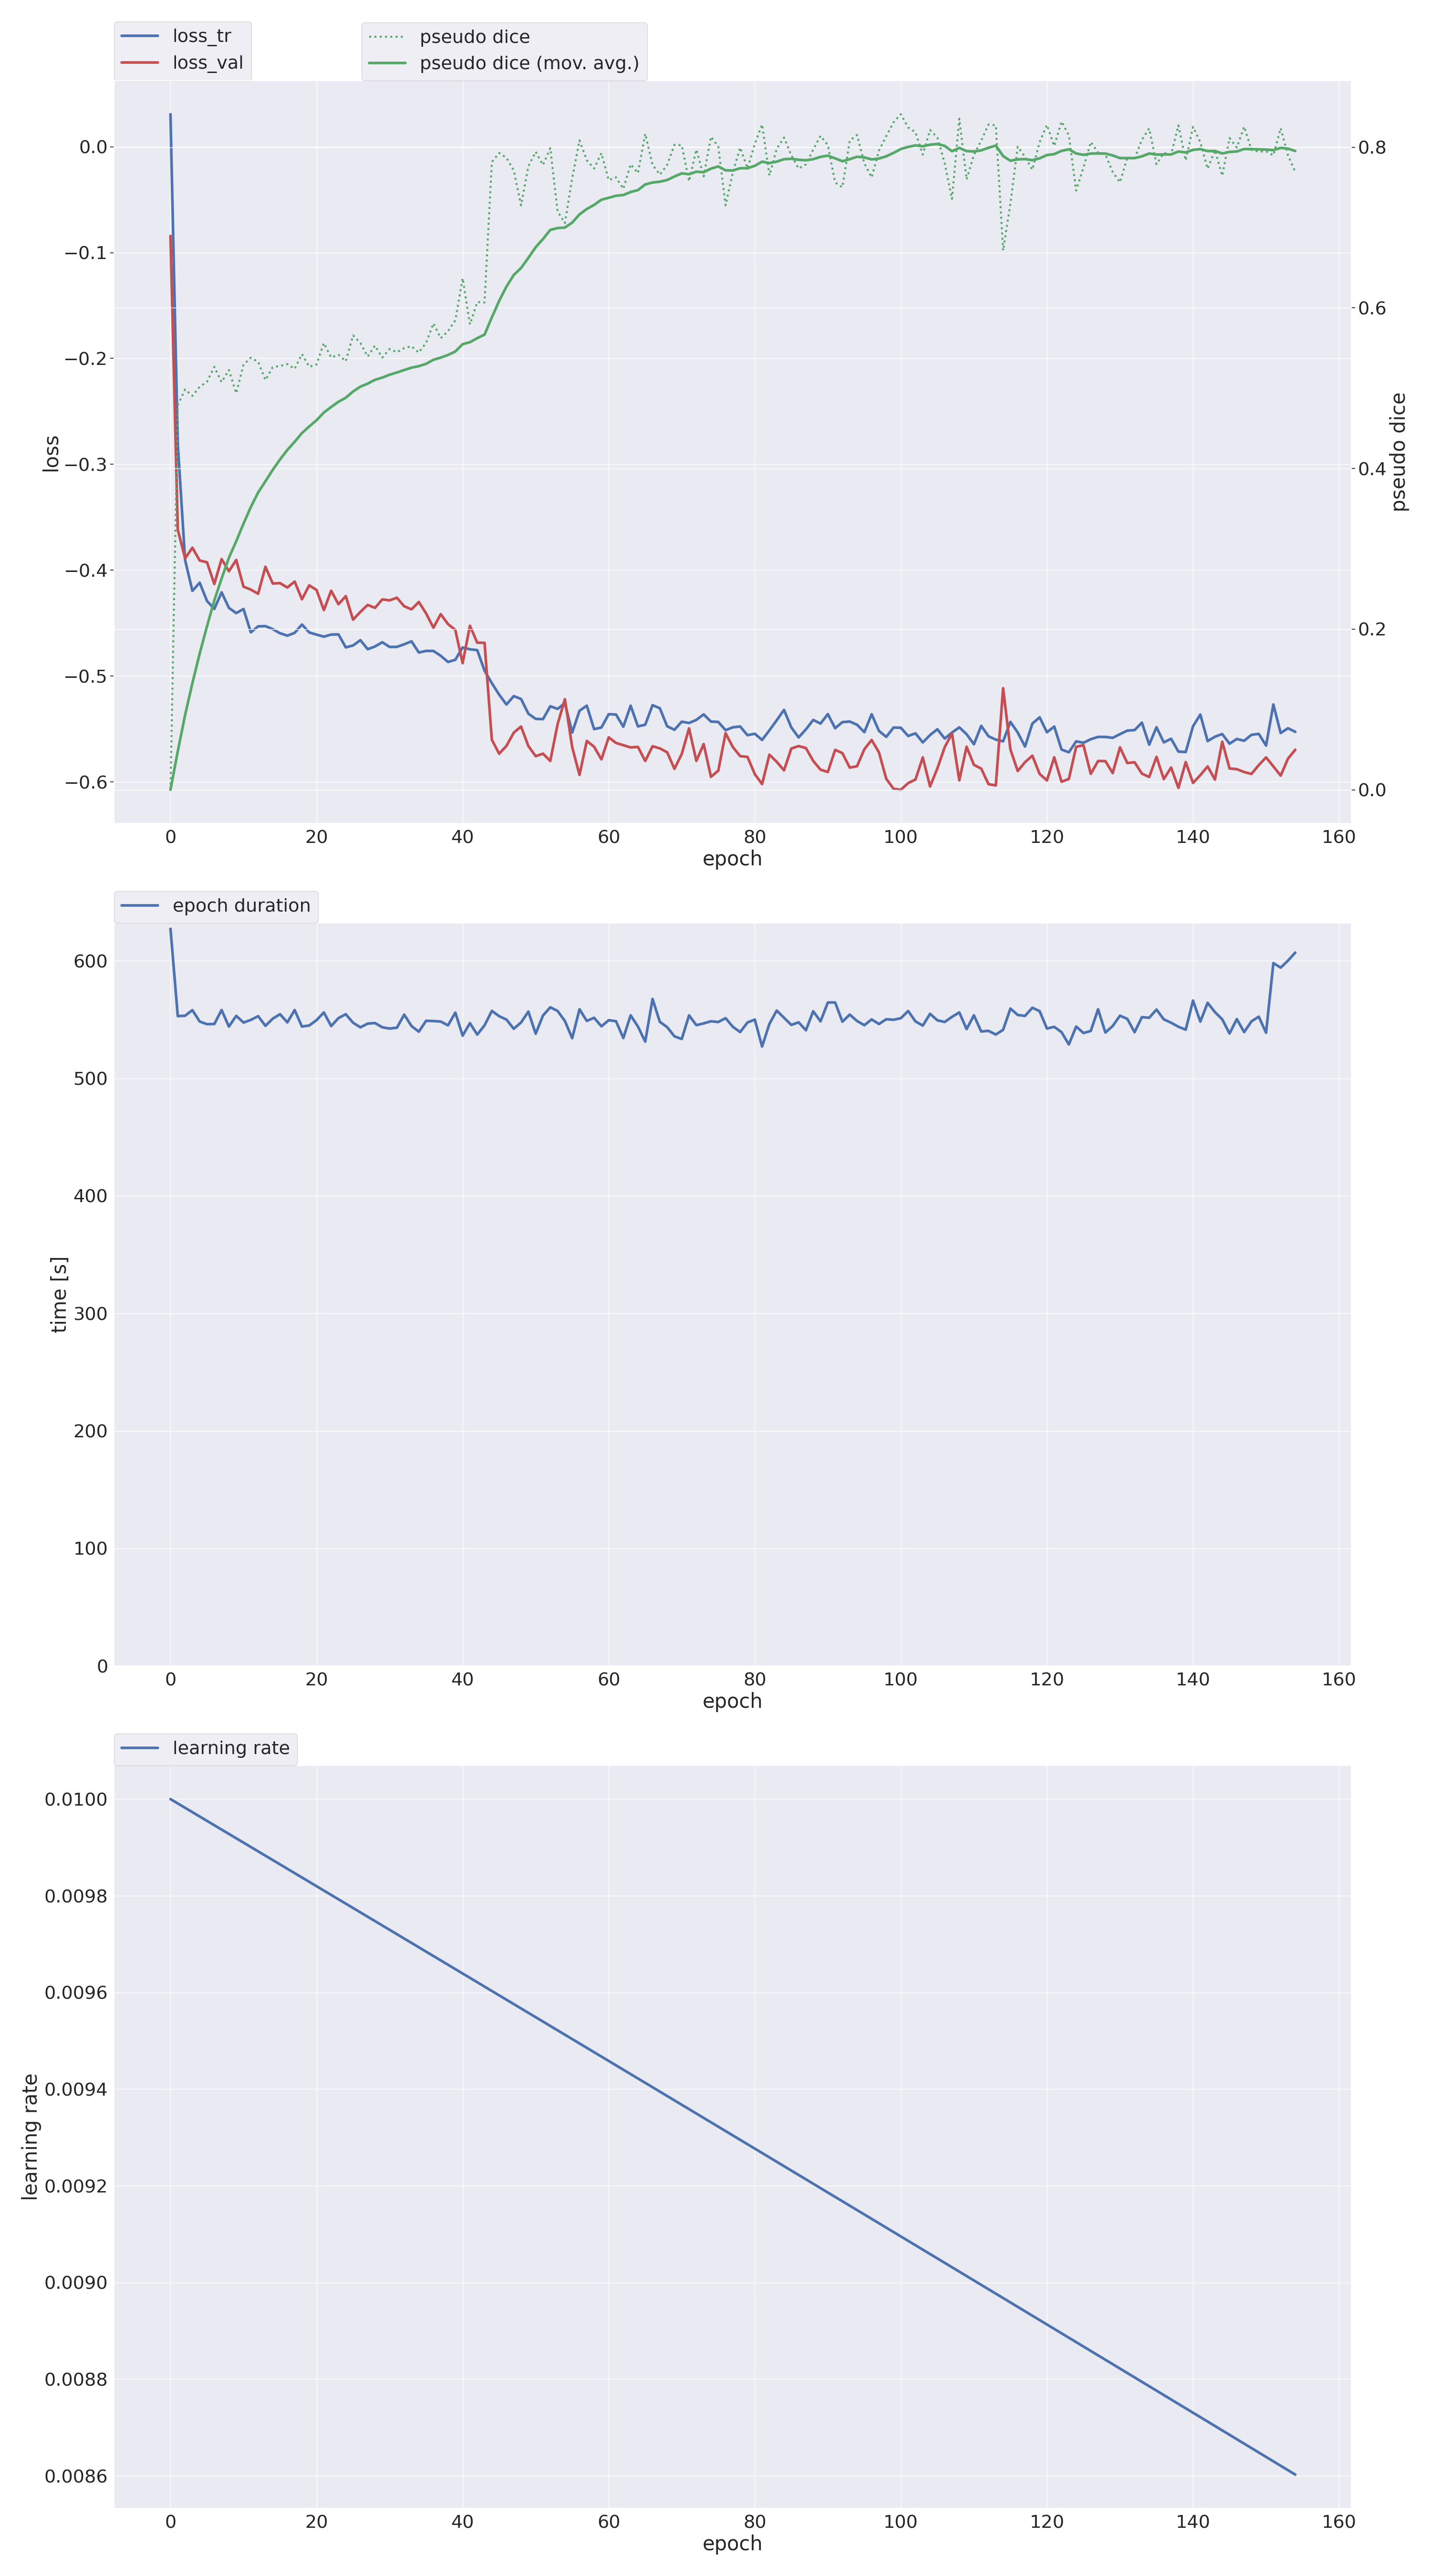 loss_tr
loss_val
pseudo dice
pseudo dice (mov. avg.)
0.0
−0.1
−0.2
−0.3
−0.4
−0.5
−0.6
loss
0.8
0.6
0.4
0.2
0.0
pseudo dice
0 20 40 60 80 100 120 140 160
epoch
epoch duration
600
500
400
300
200
100
0
time [s]
0 20 40 60 80 100 120 140 160
epoch
learning rate
0.0100
0.0098
0.0096
0.0094
0.0092
0.0090
0.0088
0.0086
learning rate
0 20 40 60 80 100 120 140 160
epoch